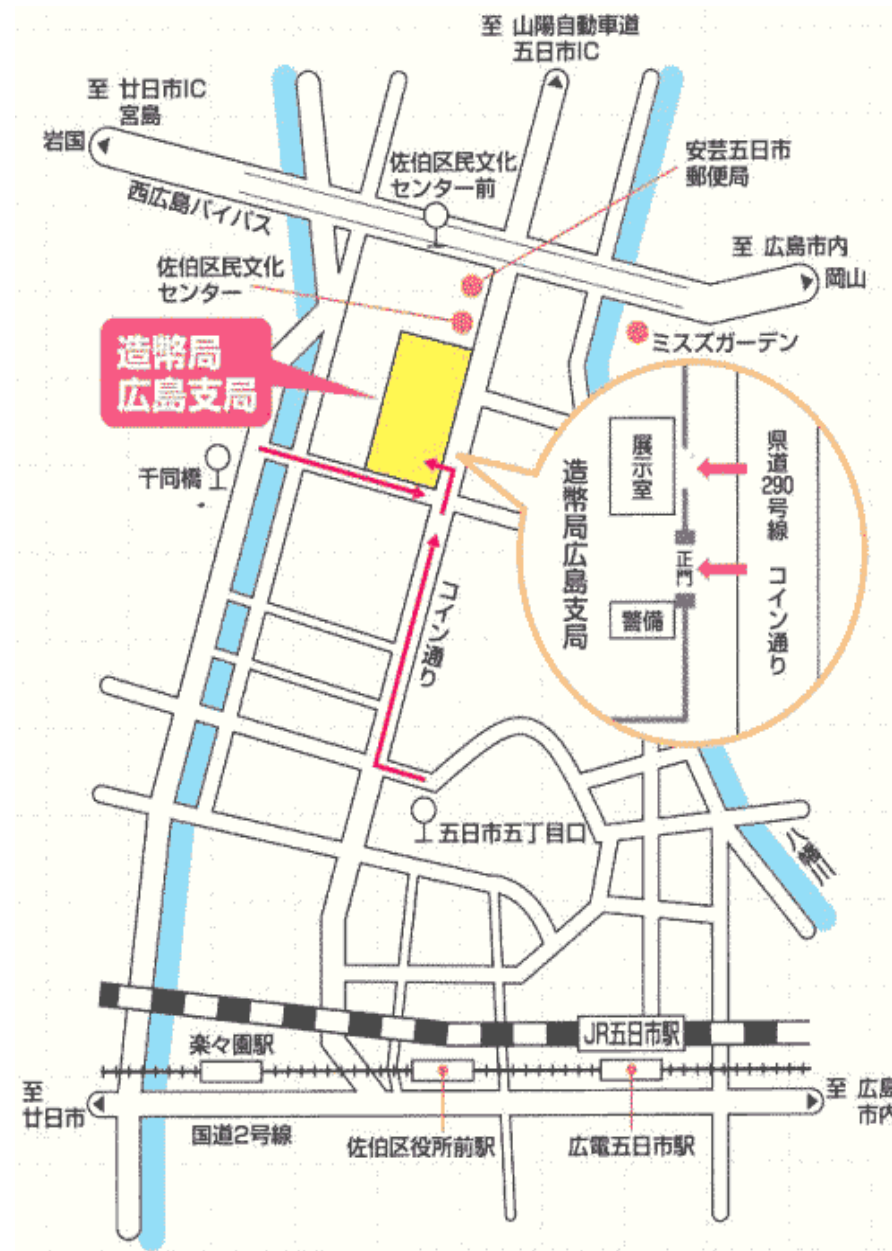 至 山陽自動車道
五日市IC
至 廿日市IC
宮島
岩国
佐伯区民文化
センター前
安芸五日市
郵便局
西広島バイパス
至 広島市内
岡山
佐伯区民文化
センター
ミスズガーデン
造幣局
広島支局
千同橋
展示室
造幣局広島支局
正門
警備
県道290号線 コイン通り
コイン通り
五日市五丁目口
八幡川
JR五日市駅
楽々園駅
至
廿日市
至 広島
市内
国道2号線
佐伯区役所前駅
広電五日市駅